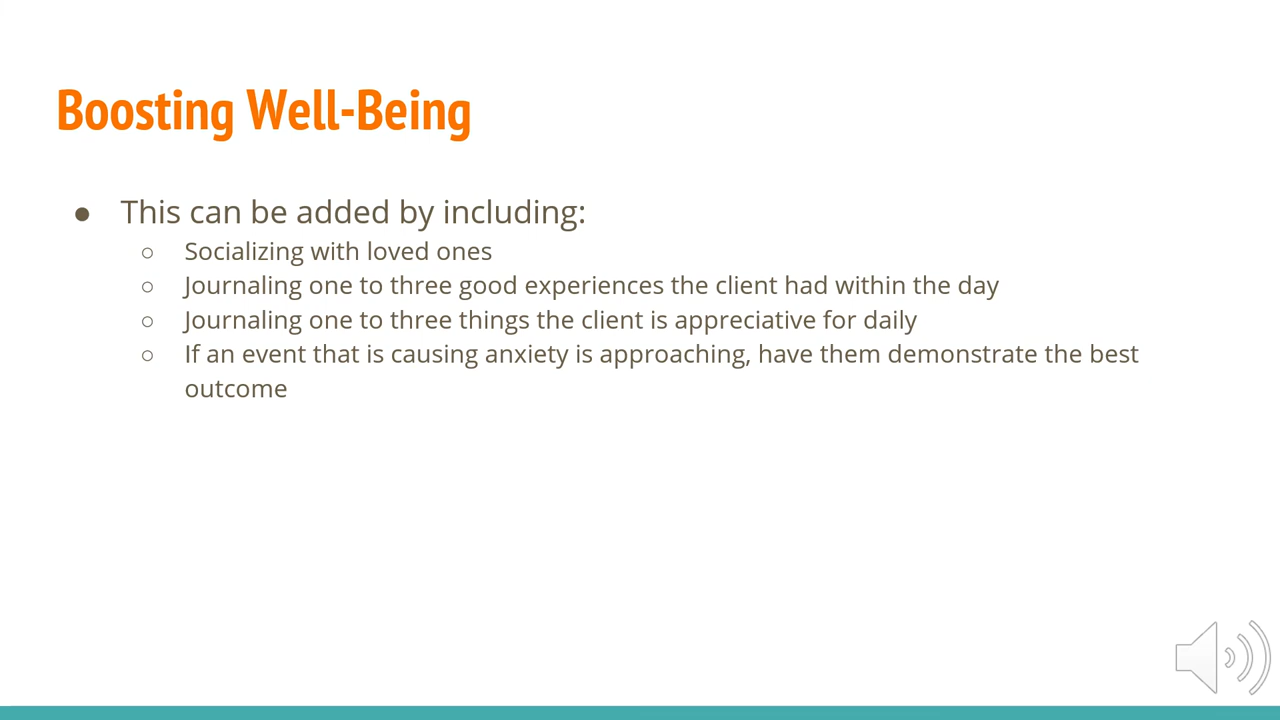 Boosting Well-Being
● This can be added by including:
○ Socializing with loved ones
○ Journaling one to three good experiences the client had within the day
○ Journaling one to three things the client is appreciative for daily
○ If an event that is causing anxiety is approaching, have them demonstrate the best
outcome